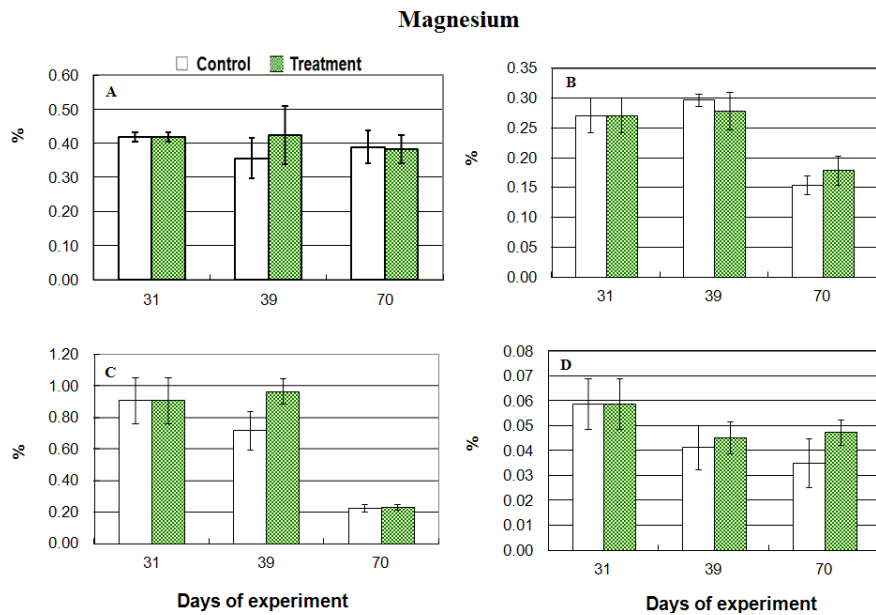 Magnesium
Control Treatment
A
%
0.60
0.50
0.40
0.30
0.20
0.10
0.00
31 39 70
B
%
0.35
0.30
0.25
0.20
0.15
0.10
0.05
0.00
31 39 70
C
%
1.20
1.00
0.80
0.60
0.40
0.20
0.00
31 39 70
Days of experiment
D
%
0.08
0.07
0.06
0.05
0.04
0.03
0.02
0.01
0.00
31 39 70
Days of experiment